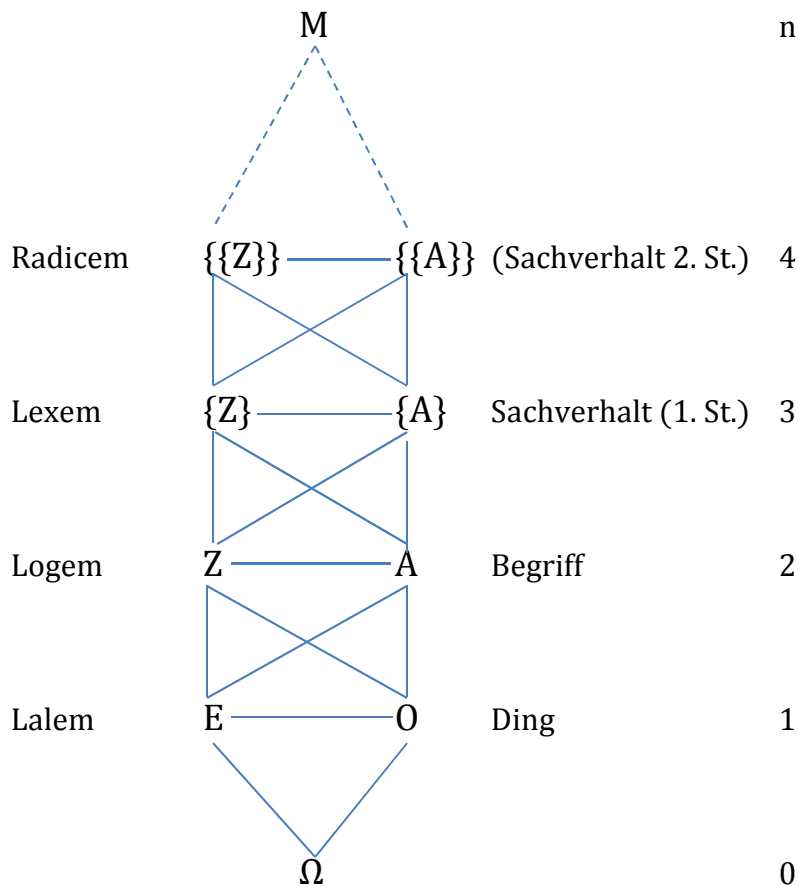 M n
Radicem {{Z}} {{A}} (Sachverhalt 2. St.) 4
Lexem {Z} {A} Sachverhalt (1. St.) 3
Logem Z A Begriff 2
Lalem E O Ding 1
Ω 0